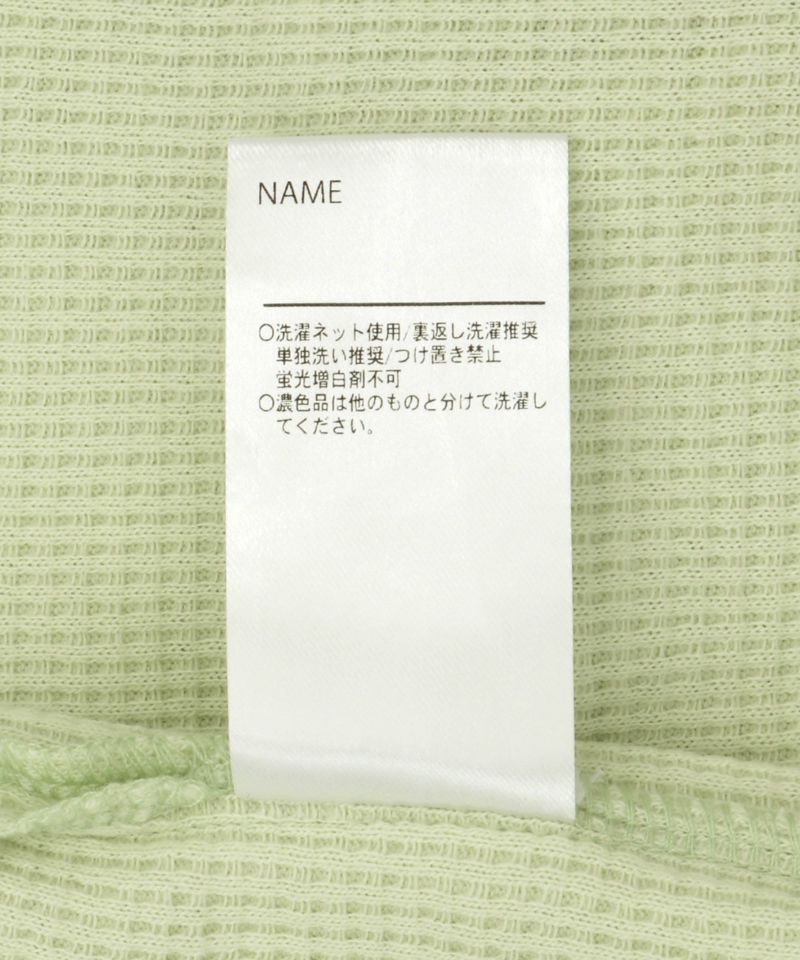 NAME
○洗濯ネット使用/裏返し洗濯推奨
単独洗い推奨/つけ置き禁止
蛍光増白剤不可
○濃色品は他のものと分けて洗濯し
てください。